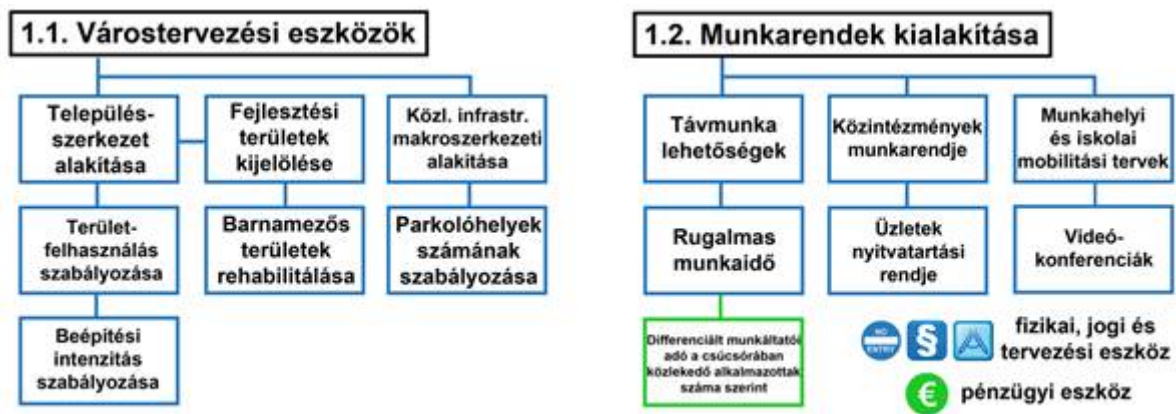 1.1. Várostervezési eszközök
Település-
szerkezet
alakítása
Fejlesztési
területek
kijelölése
Közl. infrastr.
makroszerkezeti
alakítása
Terület-
felhasználás
szabályozása
Barnamezős
területek
rehabilitálása
Parkolóhelyek
számának
szabályozása
Beépítési
intenzitás
szabályozása
1.2. Munkarendek kialakítása
Távmunka
lehetőségek
Közintézmények
munkarendje
Munkahelyi
és iskolai
mobilitási tervek
Rugalmas
munkaidő
Üzletek
nyitvatartási
rendje
Videó-
konferenciák
Differenciált munkáltatói
adó a csúcsórában
közlekedő alkalmazottak
száma szerint
NO
ENTRY
§
fizikai, jogi és
tervezési eszköz
€
pénzügyi eszköz